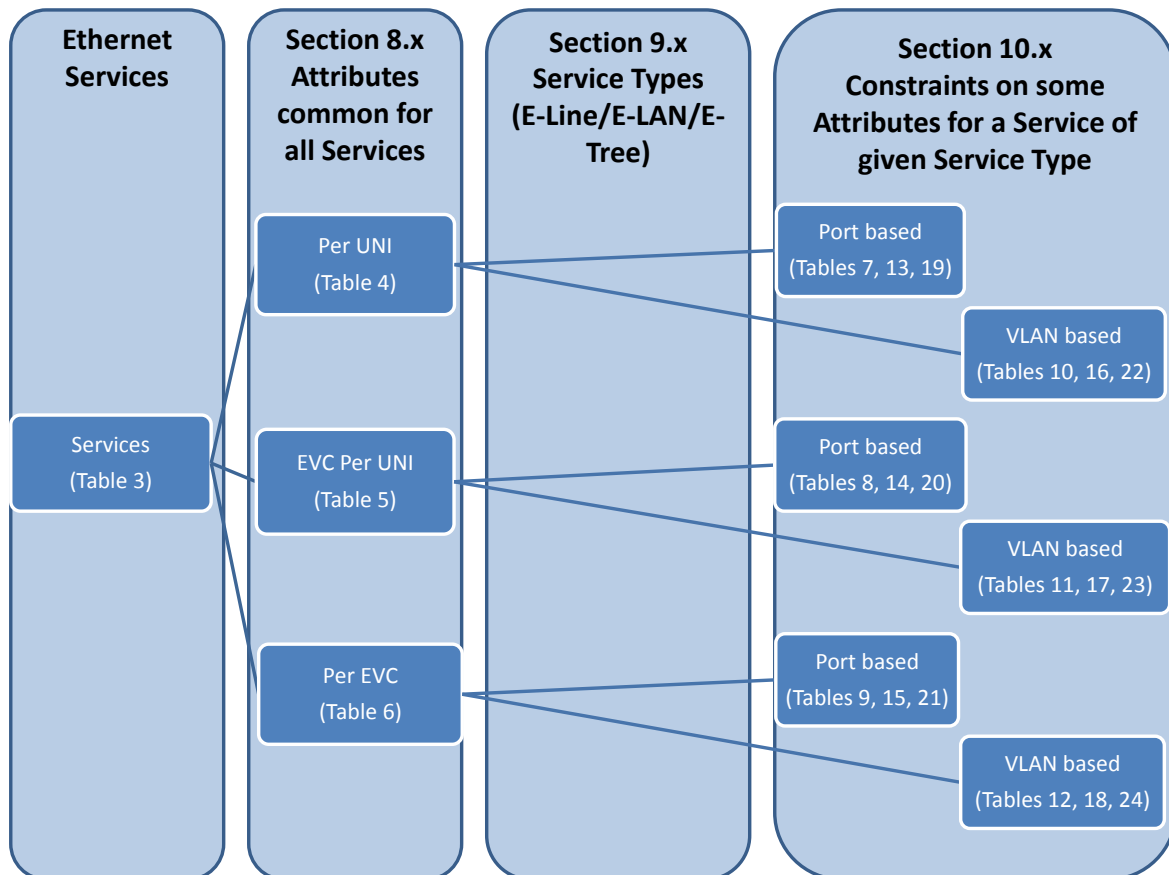 Ethernet
Services
Section 8.x
Attributes
common for
all Services
Section 9.x
Service Types
(E-Line/E-LAN/E-
Tree)
Section 10.x
Constraints on some
Attributes for a Service of
given Service Type
Services
(Table 3)
Per UNI
(Table 4)
EVC Per UNI
(Table 5)
Per EVC
(Table 6)
Port based
(Tables 7, 13, 19)
VLAN based
(Tables 10, 16, 22)
Port based
(Tables 8, 14, 20)
VLAN based
(Tables 11, 17, 23)
Port based
(Tables 9, 15, 21)
VLAN based
(Tables 12, 18, 24)